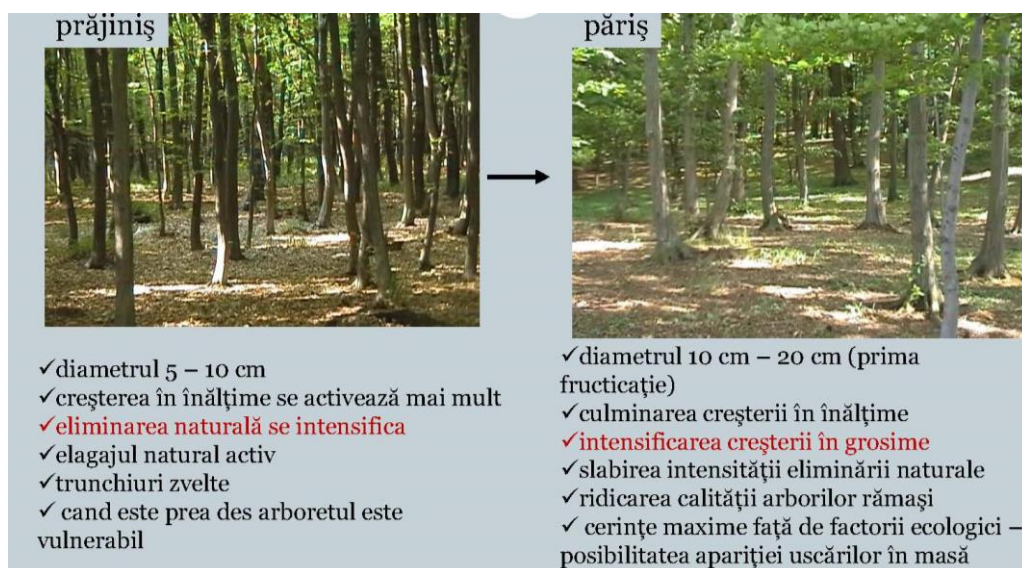 prăjiniş
păriş
✓diametrul 5 – 10 cm
✓creşterea în înălţime se activează mai mult
✓eliminarea naturală se intensifica
✓elagajul natural activ
✓trunchiuri zvelte
✓ cand este prea des arboretul este
vulnerabil
✓diametrul 10 cm – 20 cm (prima
fructicaţie)
✓culminarea creşterii în înălţime
✓intensificarea creşterii în grosime
✓slabirea intensităţii eliminării naturale
✓ridicarea calităţii arborilor rămaşi
✓ cerinţe maxime faţă de factorii ecologici –
posibilitatea apariţiei uscărilor în masă